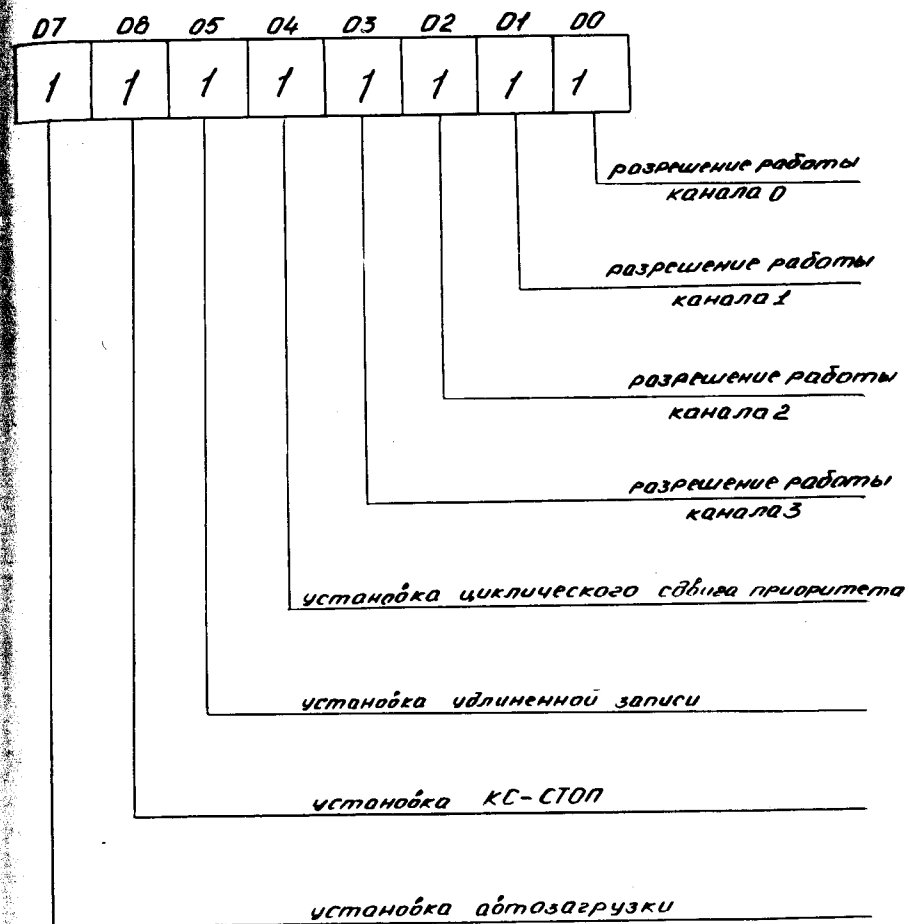 07 06 05 04 03 02 01 00
1 1 1 1 1 1 1 1
разрешение работы
канала 0
разрешение работы
канала 1
разрешение работы
канала 2
разрешение работы
канала 3
установка циклического сдвига приоритета
установка удлиненной записи
установка КС-СТОП
установка автозагрузки